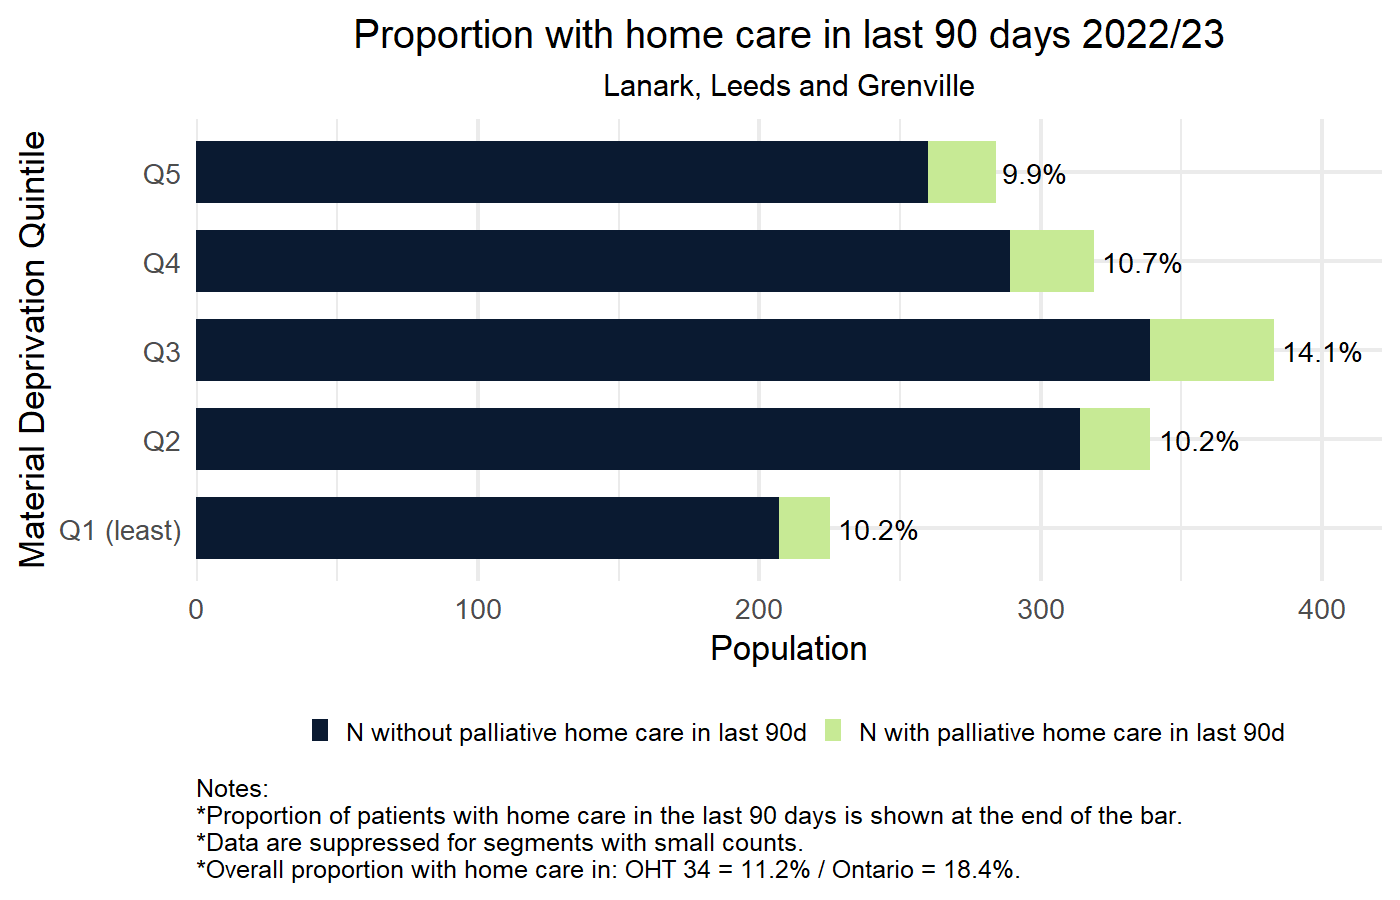 Proportion with home care in last 90 days 2022/23
Lanark, Leeds and Grenville
Material Deprivation Quintile
Q5
9.9%
Q4
10.7%
Q3
14.1%
Q2
10.2%
Q1 (least)
10.2%
0
100
200
300
400
Population
N without palliative home care in last 90d
N with palliative home care in last 90d
Notes:
*Proportion of patients with home care in the last 90 days is shown at the end of the bar.
*Data are suppressed for segments with small counts.
*Overall proportion with home care in: OHT 34 = 11.2% / Ontario = 18.4%.